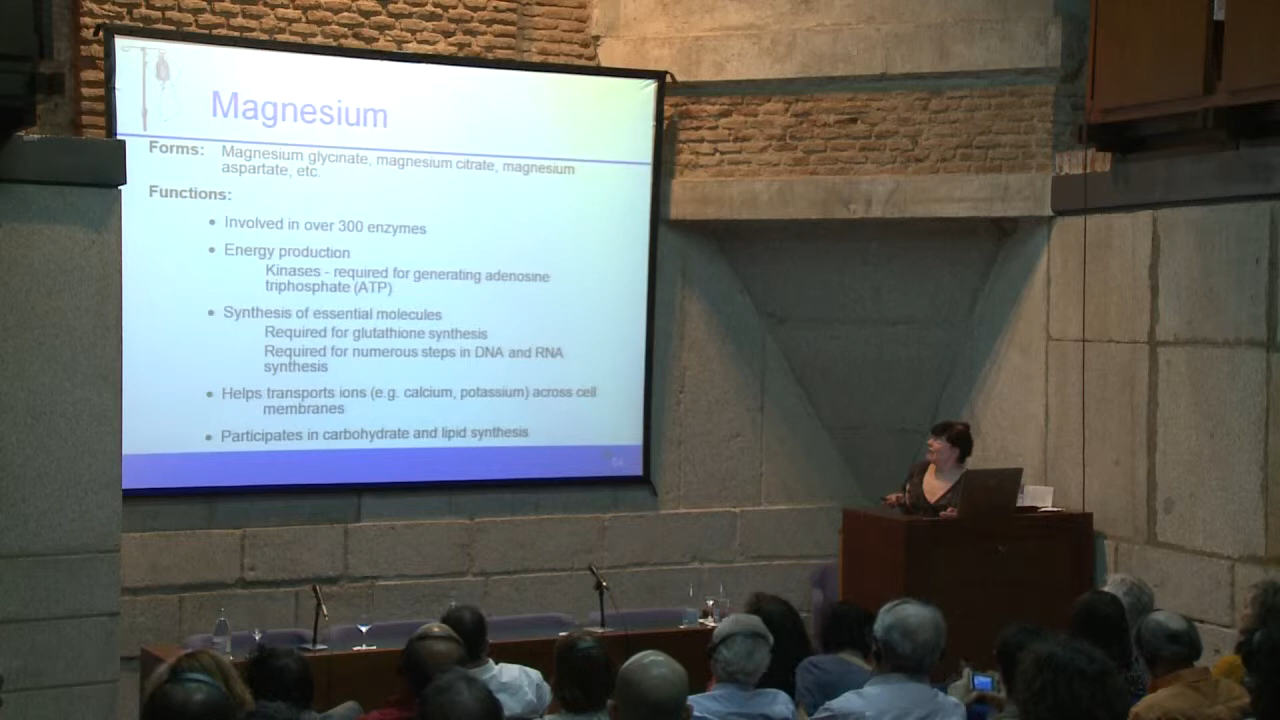 Magnesium
Forms: Magnesium glycinate, magnesium citrate, magnesium
aspartate, etc.
Functions:
• Involved in over 300 enzymes
• Energy production
Kinases - required for generating adenosine
triphosphate (ATP)
• Synthesis of essential molecules
Required for glutathione synthesis
Required for numerous steps in DNA and RNA
synthesis
• Helps transports ions (e.g. calcium, potassium) across cell
membranes
• Participates in carbohydrate and lipid synthesis